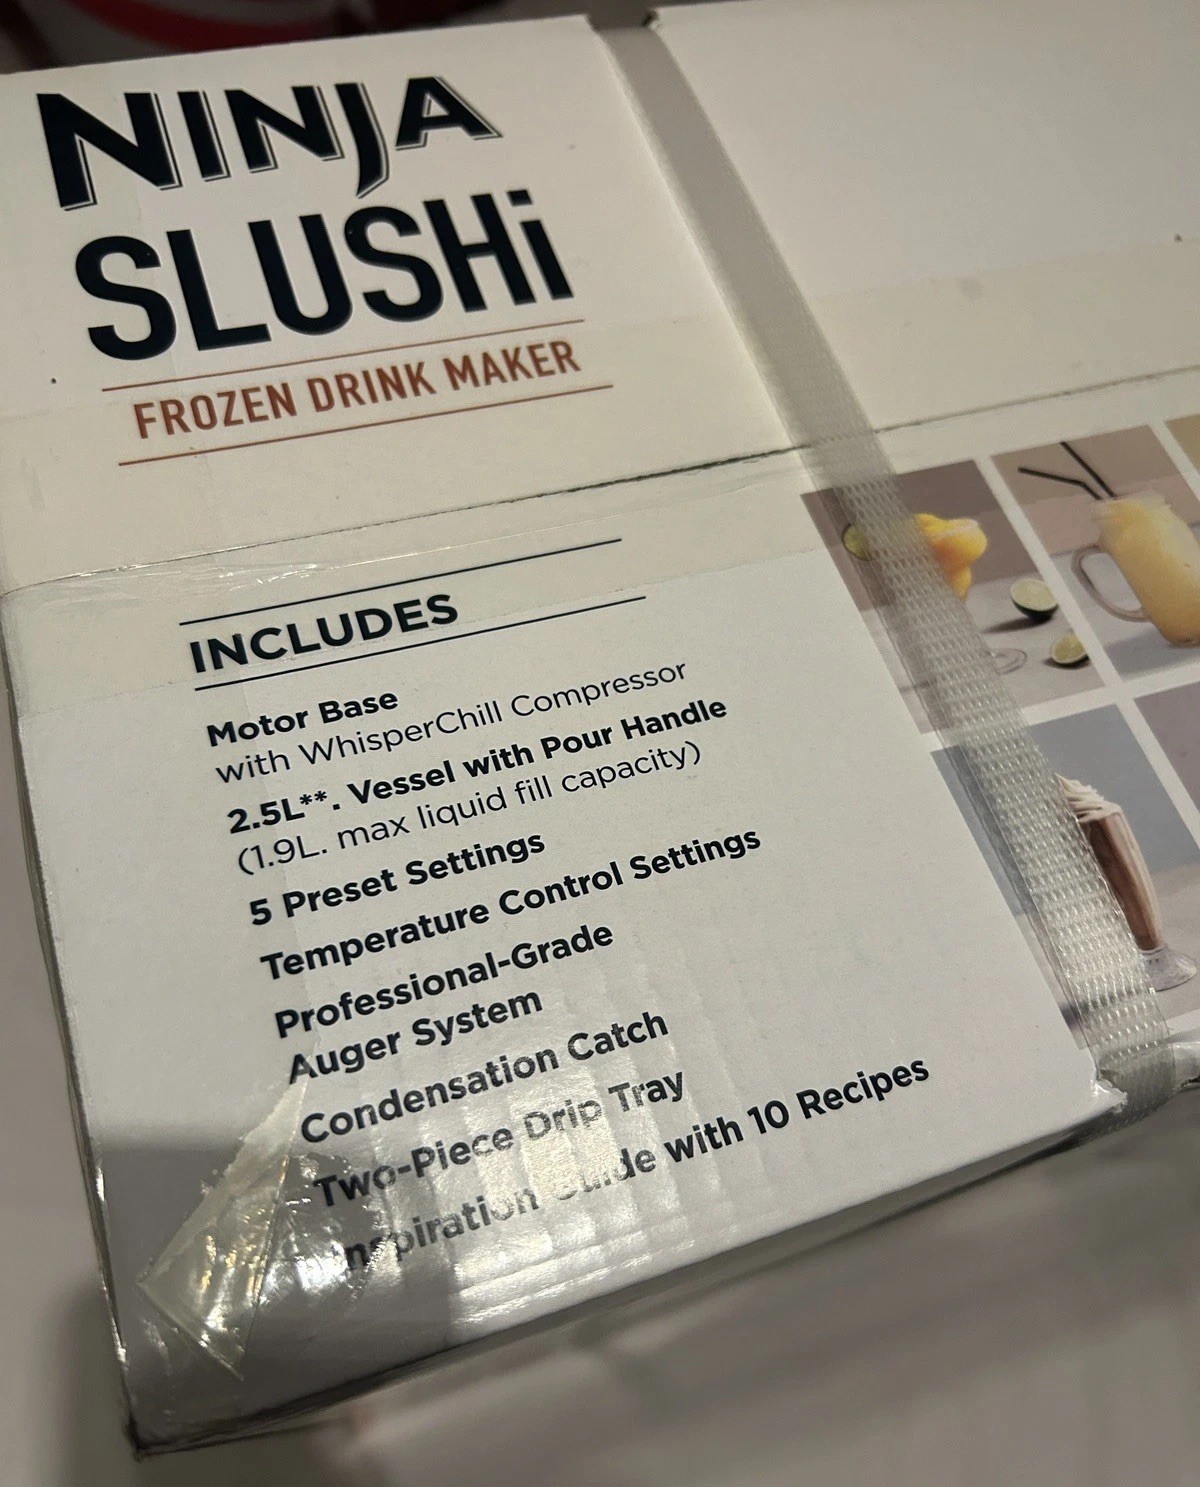 NINJA
SLUSHi
FROZEN DRINK MAKER
INCLUDES
Motor Base
with WhisperChill Compressor
2.5L**. Vessel with Pour Handle
(1.9L. max liquid fill capacity)
5 Preset Settings
Temperature Control Settings
Professional-Grade
Auger System
Condensation Catch
Two-Piece Drip Tray
Inspiration Guide with 10 Recipes